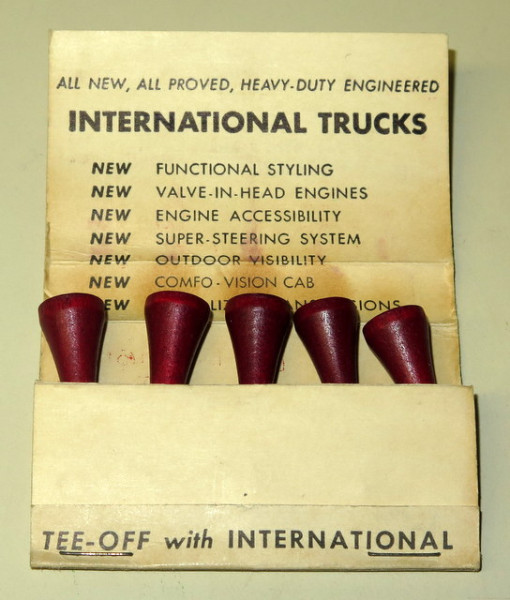 ALL NEW, ALL PROVED, HEAVY-DUTY ENGINEERED
INTERNATIONAL TRUCKS
NEW FUNCTIONAL STYLING
NEW VALVE-IN-HEAD ENGINES
NEW ENGINE ACCESSIBILITY
NEW SUPER-STEERING SYSTEM
NEW OUTDOOR VISIBILITY
NEW COMFO-VISION CAB
TEE-OFF with INTERNATIONAL